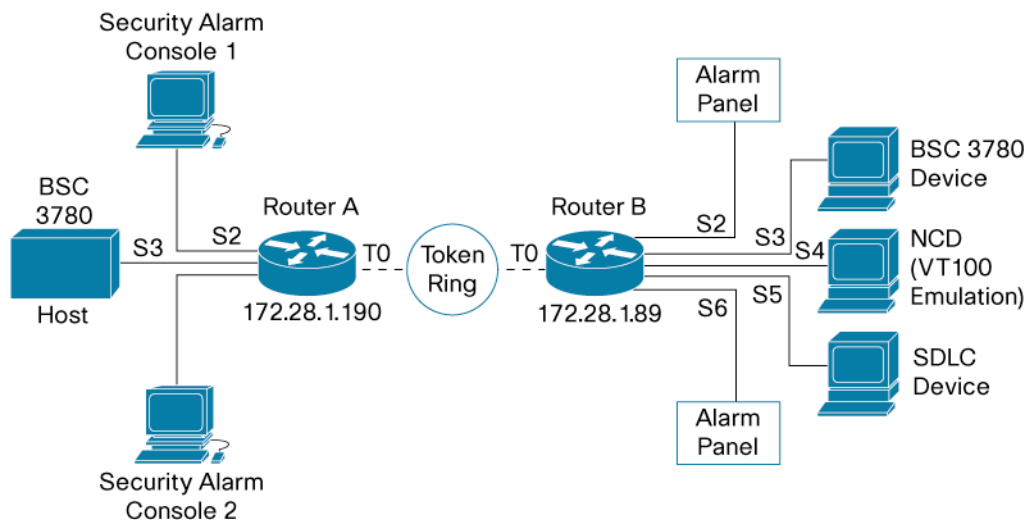 Security Alarm
Console 1
BSC
3780
Host
S3
S2
Router A
T0
172.28.1.190
Security Alarm
Console 2
Token
Ring
Router B
T0
172.28.1.89
Alarm
Panel
S2
S3
S4
S5
S6
BSC 3780
Device
NCD
(VT100
Emulation)
SDLC
Device
Alarm
Panel